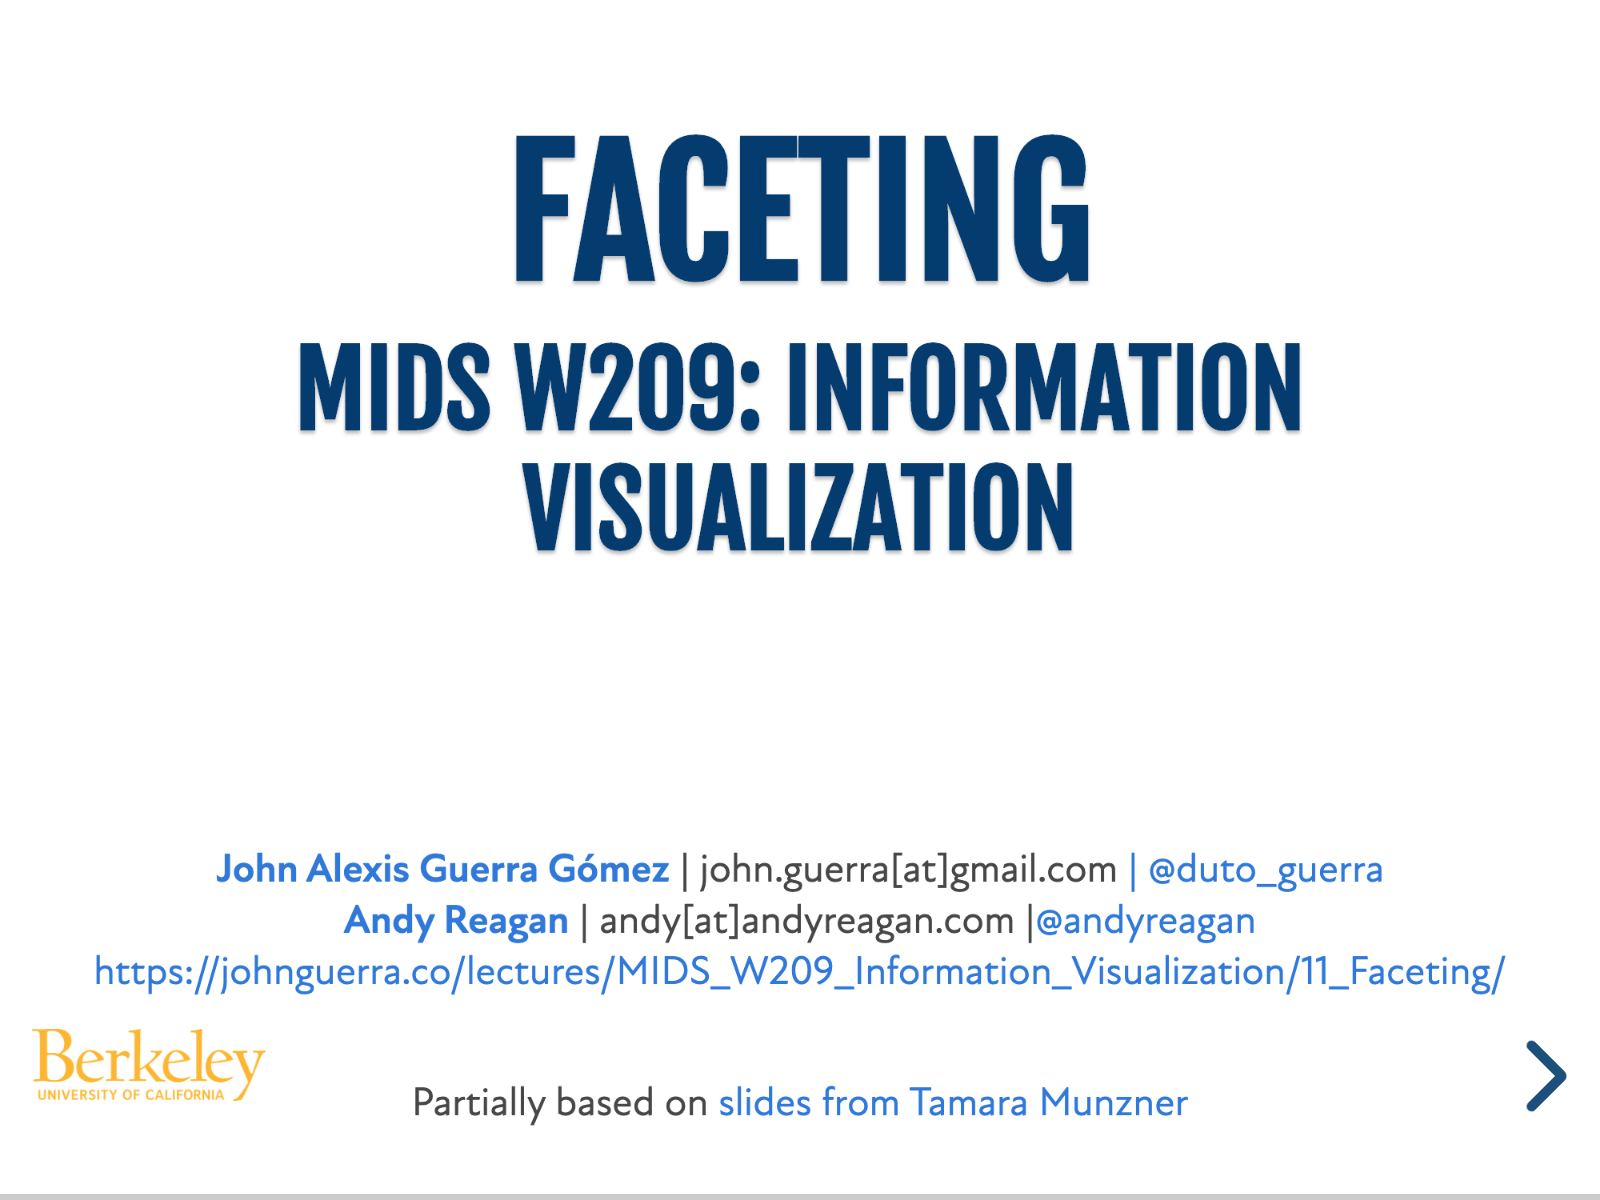 FACETING
MIDS W209: INFORMATION
VISUALIZATION
John Alexis Guerra Gómez | john.guerra[at]gmail.com | @duto_guerra
Andy Reagan | andy[at]andyreagan.com |@andyreagan
https://johnguerra.co/lectures/MIDS_W209_Information_Visualization/11_Faceting/
Berkeley
UNIVERSITY OF CALIFORNIA
Partially based on slides from Tamara Munzner